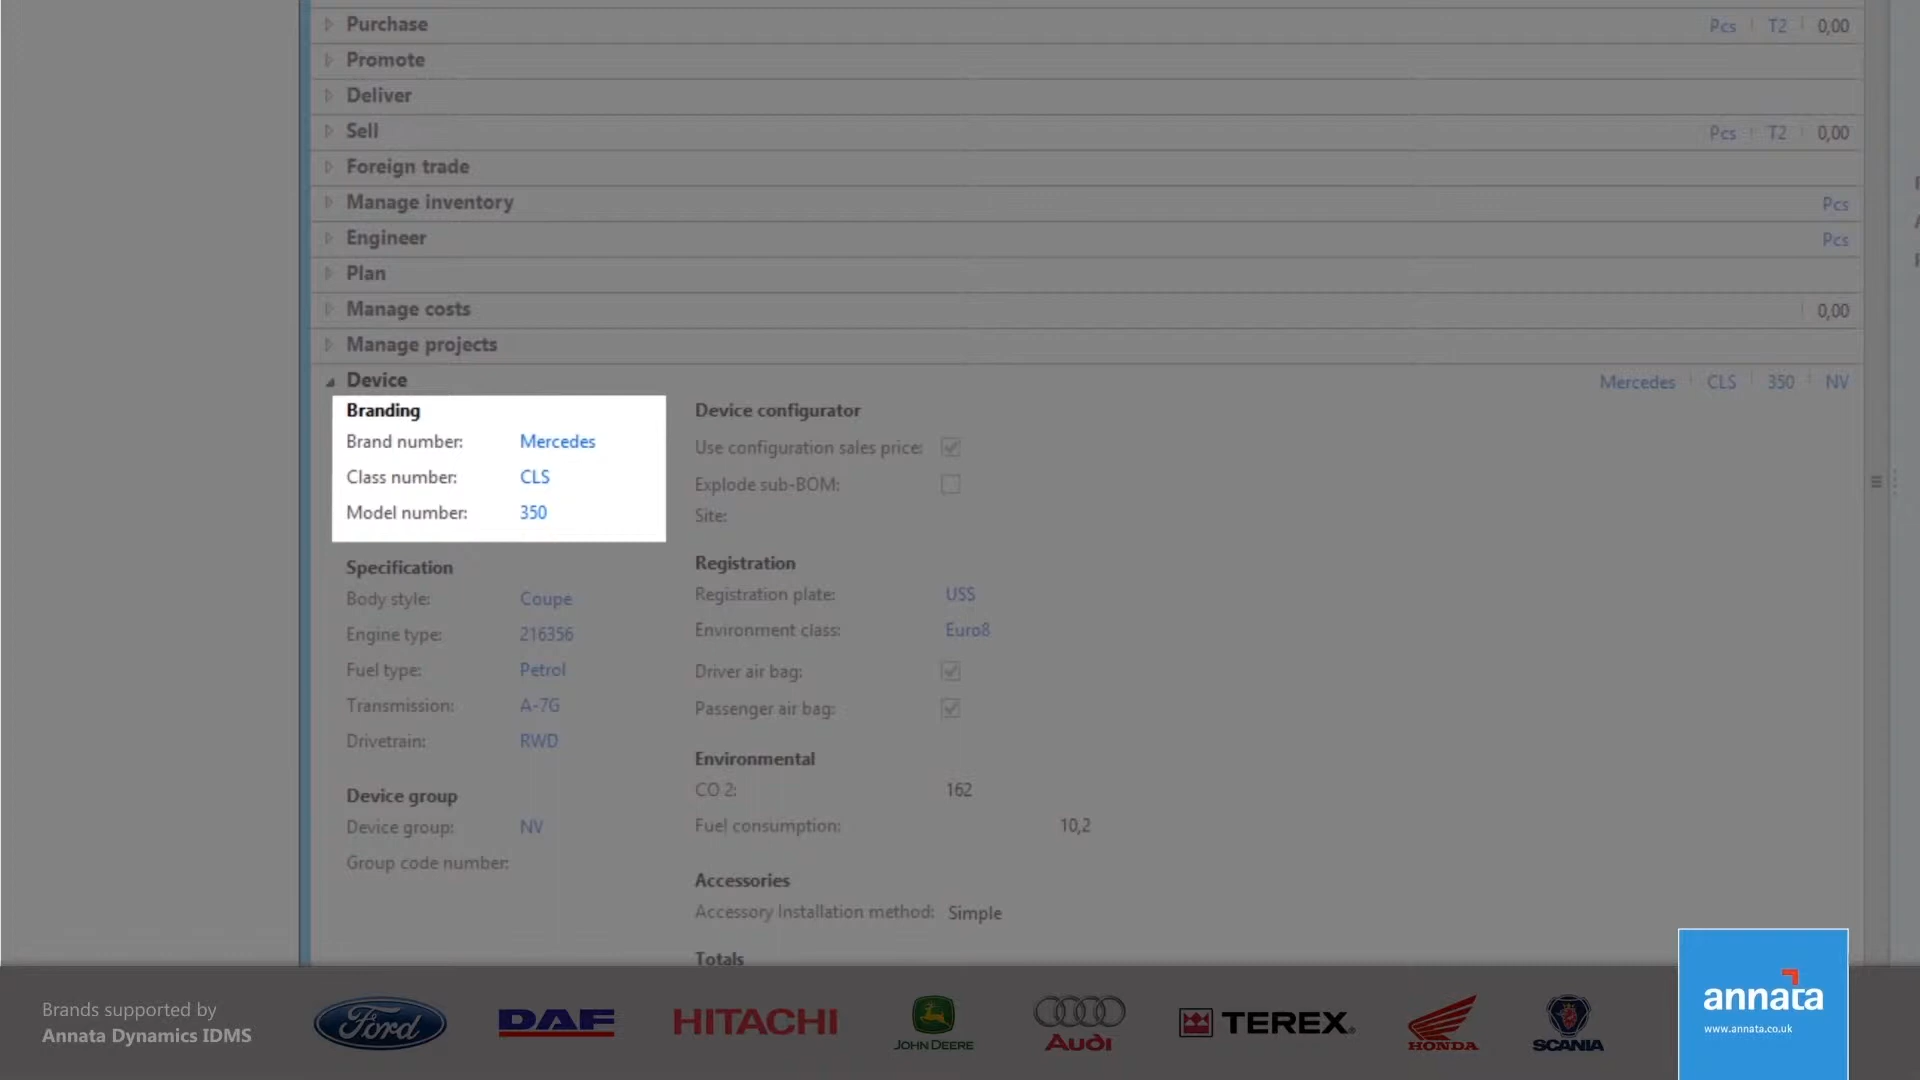 Purchase Pcs T2 0,00
Promote
Deliver
Sell Pcs T2 0,00
Foreign trade
Manage inventory Pcs
Engineer Pcs
Plan
Manage costs 0,00
Manage projects
Device Mercedes CLS 350 NV
Branding
Brand number: Mercedes
Class number: CLS
Model number: 350
Specification
Body style: Coupe
Engine type: 216356
Fuel type: Petrol
Transmission: A-7G
Drivetrain: RWD
Device group
Device group: NV
Group code number:
Device configurator
Use configuration sales price:
Explode sub-BOM:
Site:
Registration
Registration plate: USS
Environment class: Euro8
Driver air bag:
Passenger air bag:
Environmental
CO 2: 162
Fuel consumption: 10,2
Accessories
Accessory Installation method: Simple
Totals
Brands supported by
Annata Dynamics IDMS
Ford
DAF
HITACHI
JOHN DEERE
Audi
TEREX
HONDA
SCANIA
annata
www.annata.co.uk